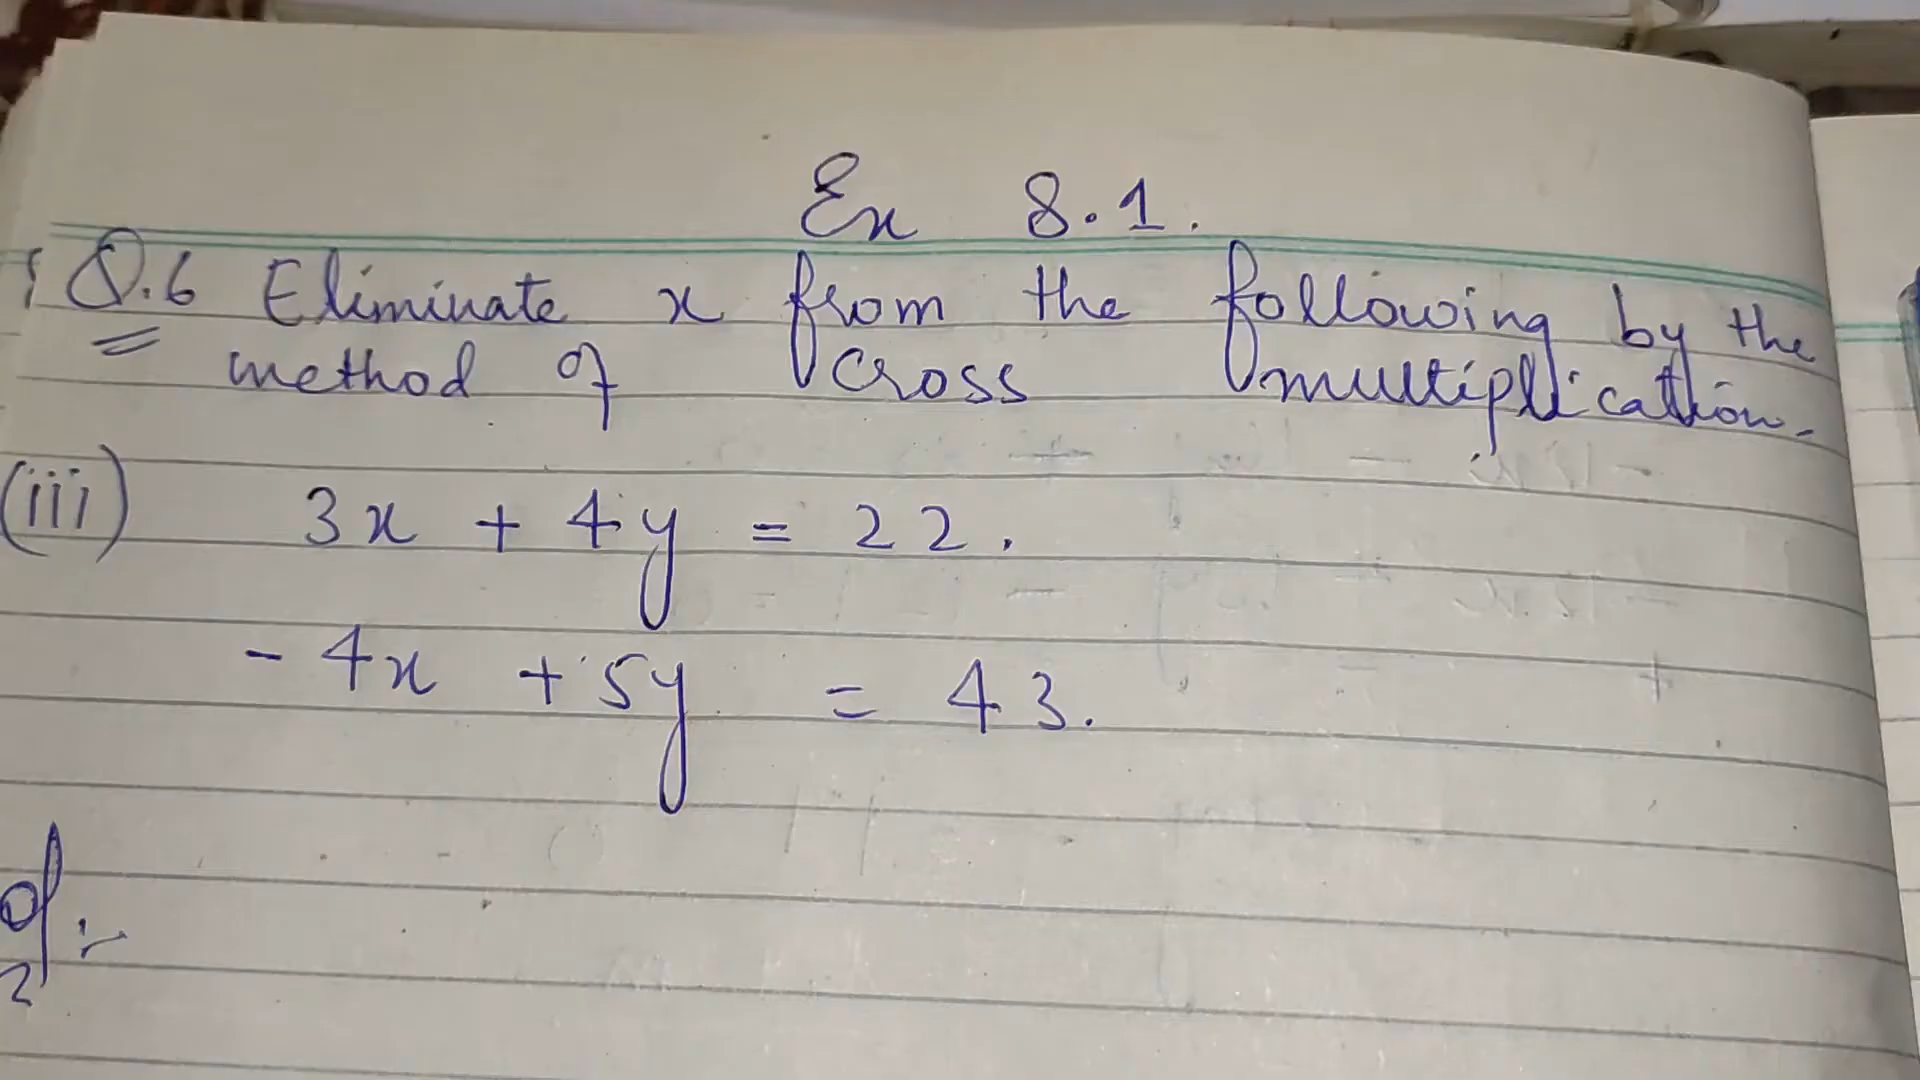 Ex 8.1.
Q.6 Eliminate x from the following by the
method of cross multiplication.
(iii) 3x + 4y = 22.
- 4x + 5y = 43.